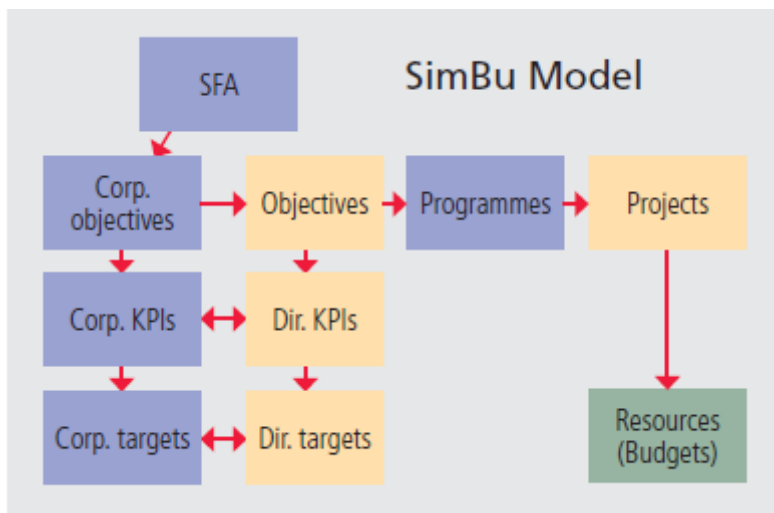 SFA
SimBu Model
Corp.
objectives
Objectives
Programmes
Projects
Corp. KPIs
Dir. KPIs
Corp. targets
Dir. targets
Resources
(Budgets)